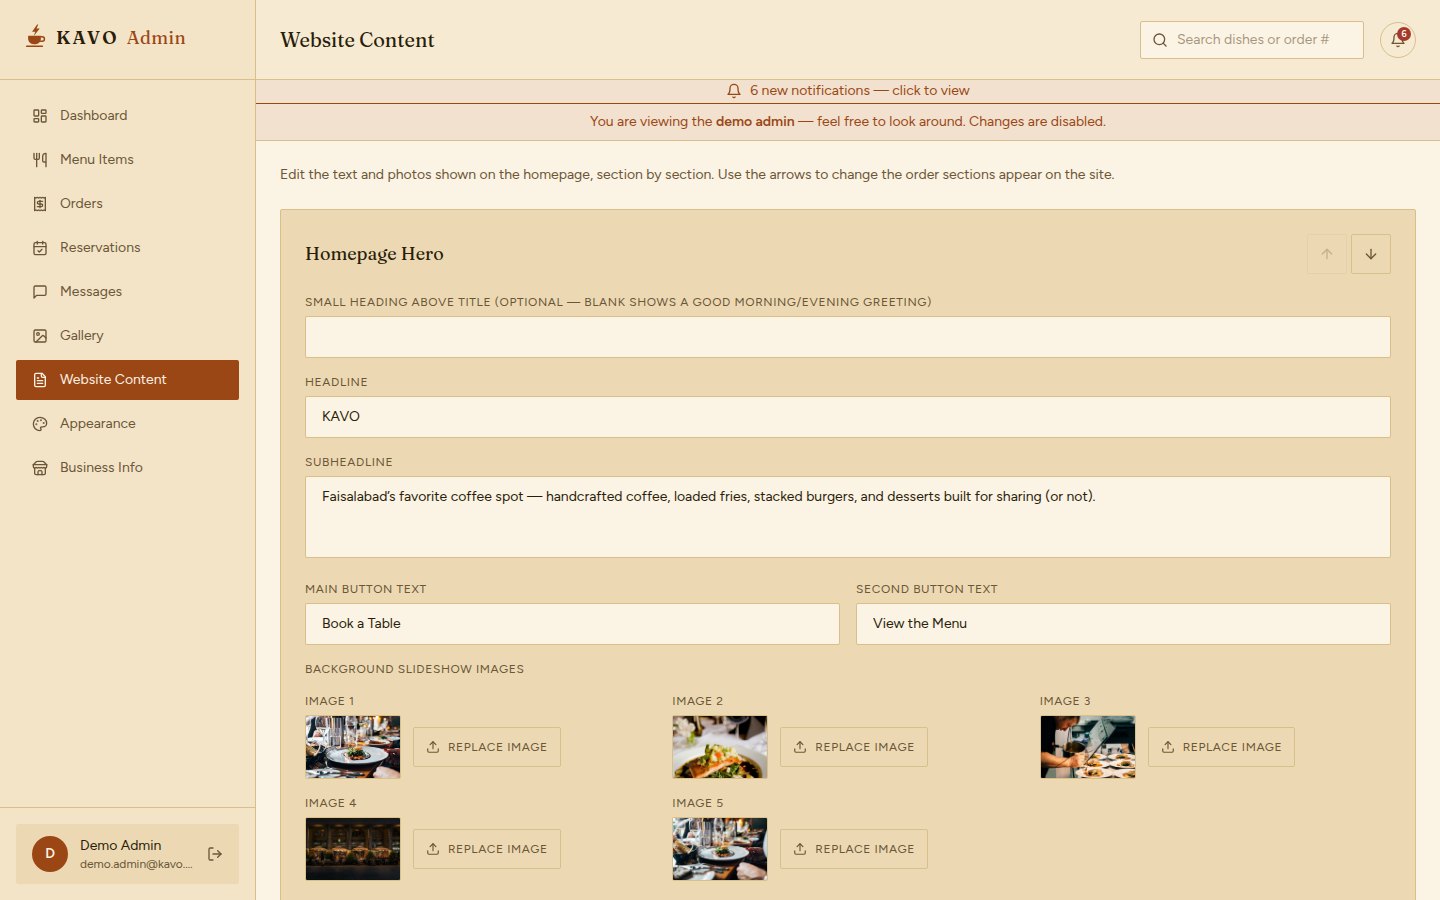 KAVO Admin
Website Content
Search dishes or order #
6
6 new notifications — click to view
You are viewing the demo admin — feel free to look around. Changes are disabled.
Dashboard
Menu Items
Orders
Reservations
Messages
Gallery
Website Content
Appearance
Business Info
Edit the text and photos shown on the homepage, section by section. Use the arrows to change the order sections appear on the site.
Homepage Hero
SMALL HEADING ABOVE TITLE (OPTIONAL — BLANK SHOWS A GOOD MORNING/EVENING GREETING)
HEADLINE
KAVO
SUBHEADLINE
Faisalabad's favorite coffee spot — handcrafted coffee, loaded fries, stacked burgers, and desserts built for sharing (or not).
MAIN BUTTON TEXT
Book a Table
SECOND BUTTON TEXT
View the Menu
BACKGROUND SLIDESHOW IMAGES
IMAGE 1
REPLACE IMAGE
IMAGE 2
REPLACE IMAGE
IMAGE 3
REPLACE IMAGE
IMAGE 4
REPLACE IMAGE
IMAGE 5
REPLACE IMAGE
D
Demo Admin
demo.admin@kavo....